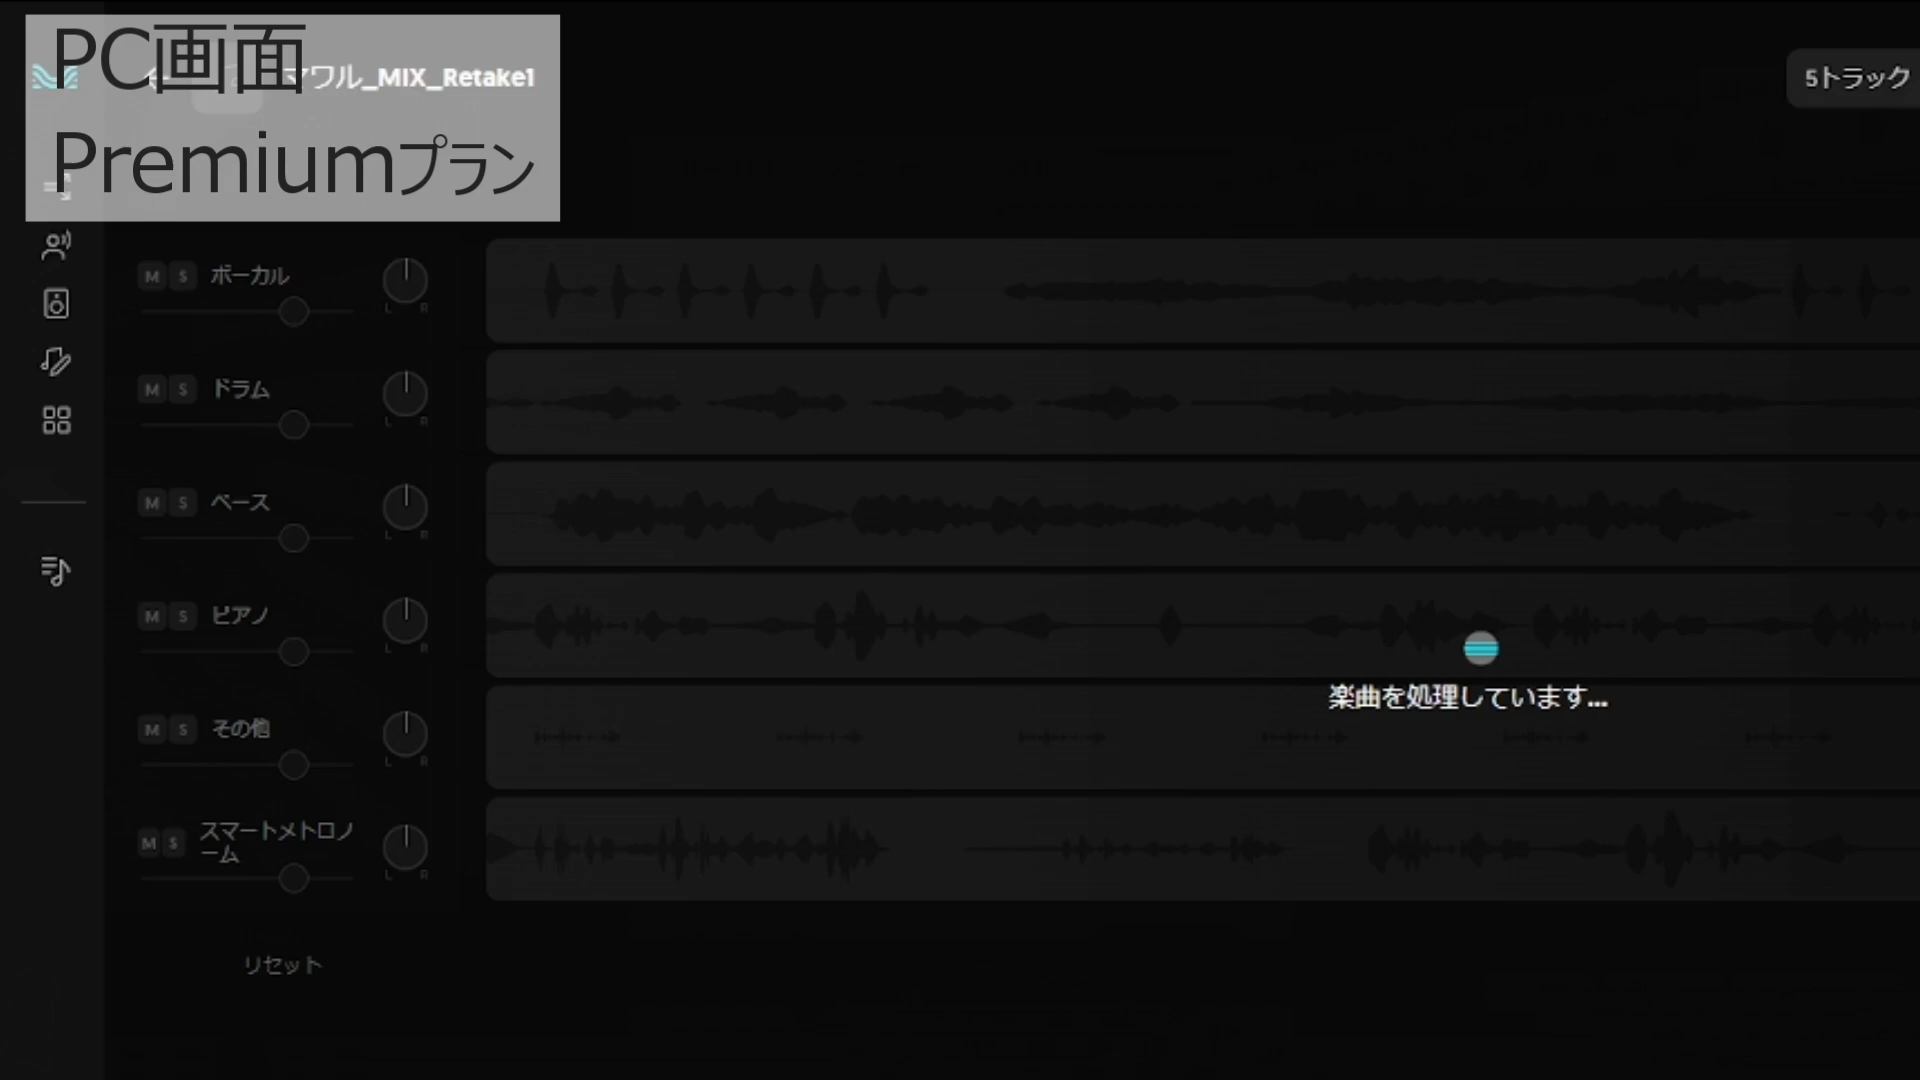 PC画面
Premiumプラン
マワル_MIX_Retake1
5トラック
M S ボーカル
L R
M S ドラム
L R
M S ベース
L R
M S ピアノ
L R
楽曲を処理しています...
M S その他
L R
M S スマートメトロノ
ーム
L R
リセット